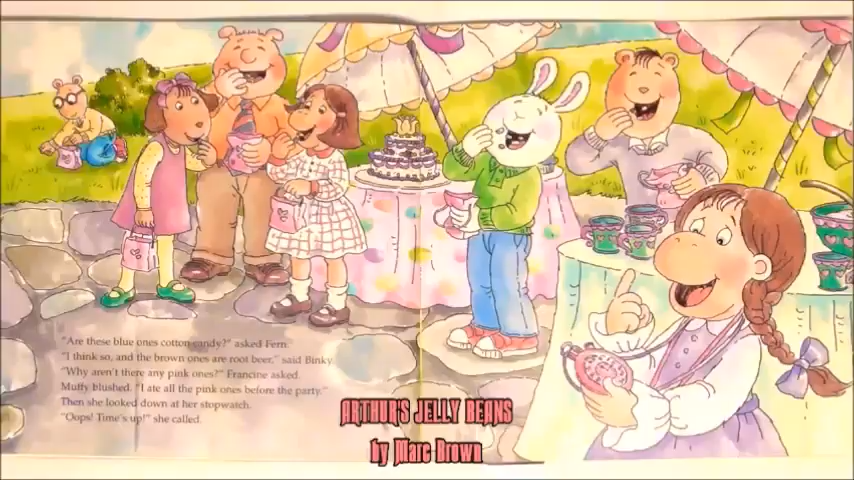 "Are these blue ones cotton candy?" asked Fern.
"I think so, and the brown ones are root beer," said Binky.
"Why aren't there any pink ones?" Francine asked.
Muffy blushed. "I ate all the pink ones before the party."
Then she looked down at her stopwatch.
"Oops! Time's up!" she called.
ARTHUR'S JELLY BEANS
by Marc Brown